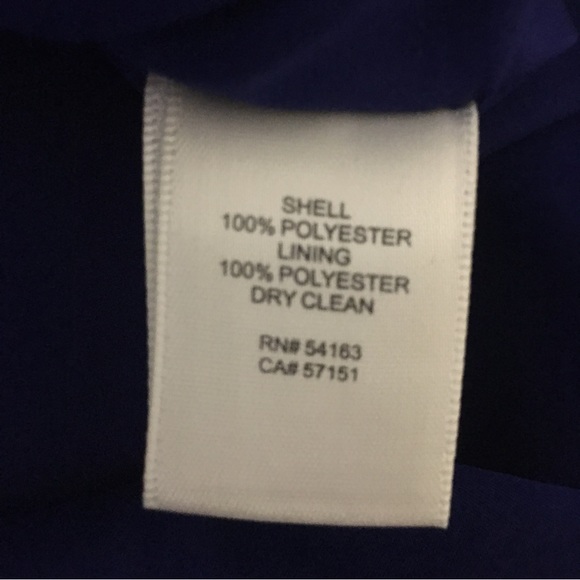 SHELL
100% POLYESTER
LINING
100% POLYESTER
DRY CLEAN
RN# 54163
CA# 57151